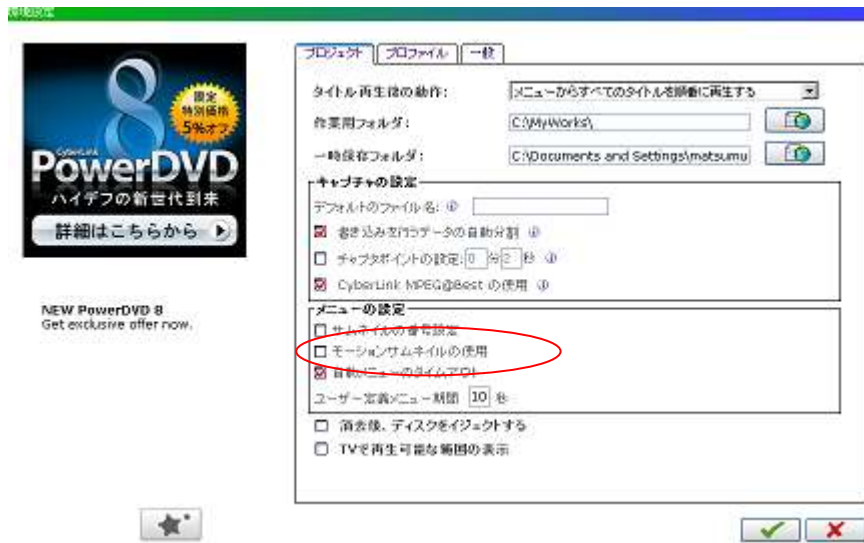 環境設定
プロジェクト
プロファイル
一般
タイトル再生後の動作:
メニューからすべてのタイトルを順番に再生する
作業用フォルダ:
C:\MyWorks\
一時保存フォルダ:
C:\Documents and Settings\matsumu
キャプチャの設定
デフォルトのファイル名:
書き込みを行うデータの自動分割
チャプタポイントの設定: 0 分 2 秒
CyberLink MPEG@Best の使用
メニューの設定
サムネイルの番号設定
モーションサムネイルの使用
自動メニューのタイムアウト
ユーザー定義メニュー期間 10 秒
消去後、ディスクをイジェクトする
TVで再生可能な範囲の表示
8
限定
特別価格
5%オフ
CyberLink
PowerDVD
ハイデフの新世代到来
詳細はこちらから
NEW PowerDVD 8
Get exclusive offer now.